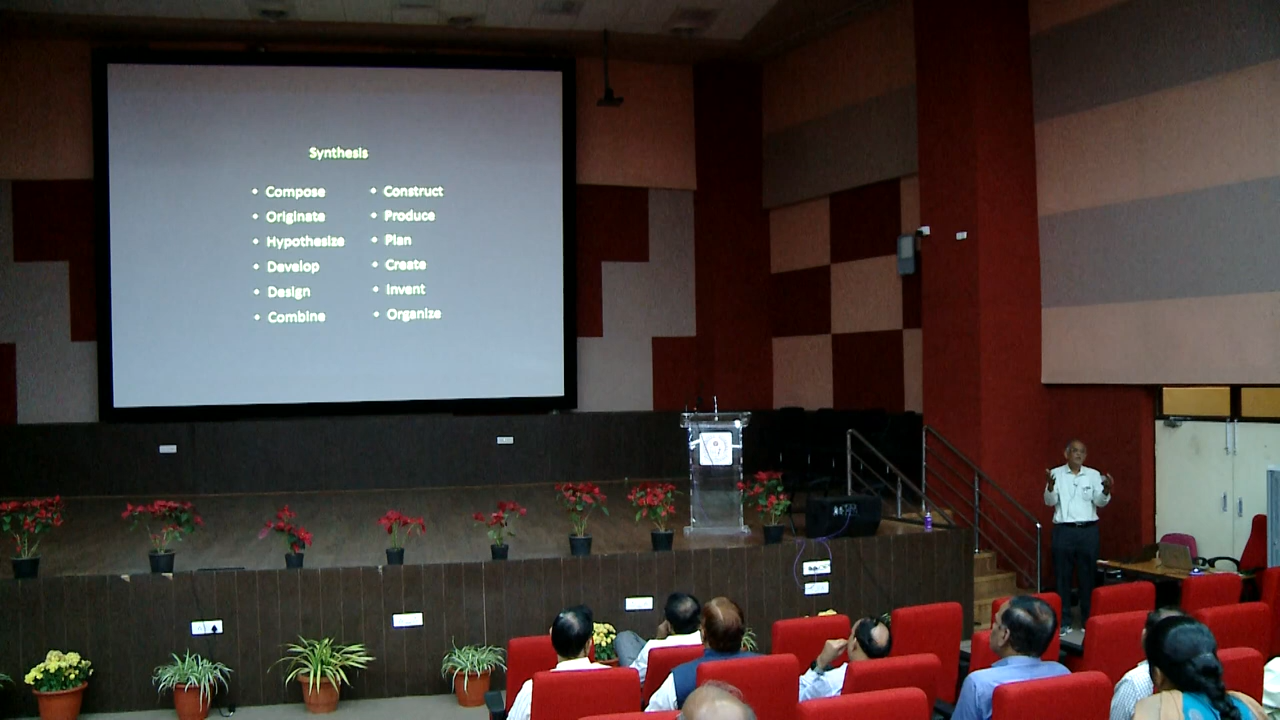 Synthesis
• Compose
• Originate
• Hypothesize
• Develop
• Design
• Combine
• Construct
• Produce
• Plan
• Create
• Invent
• Organize